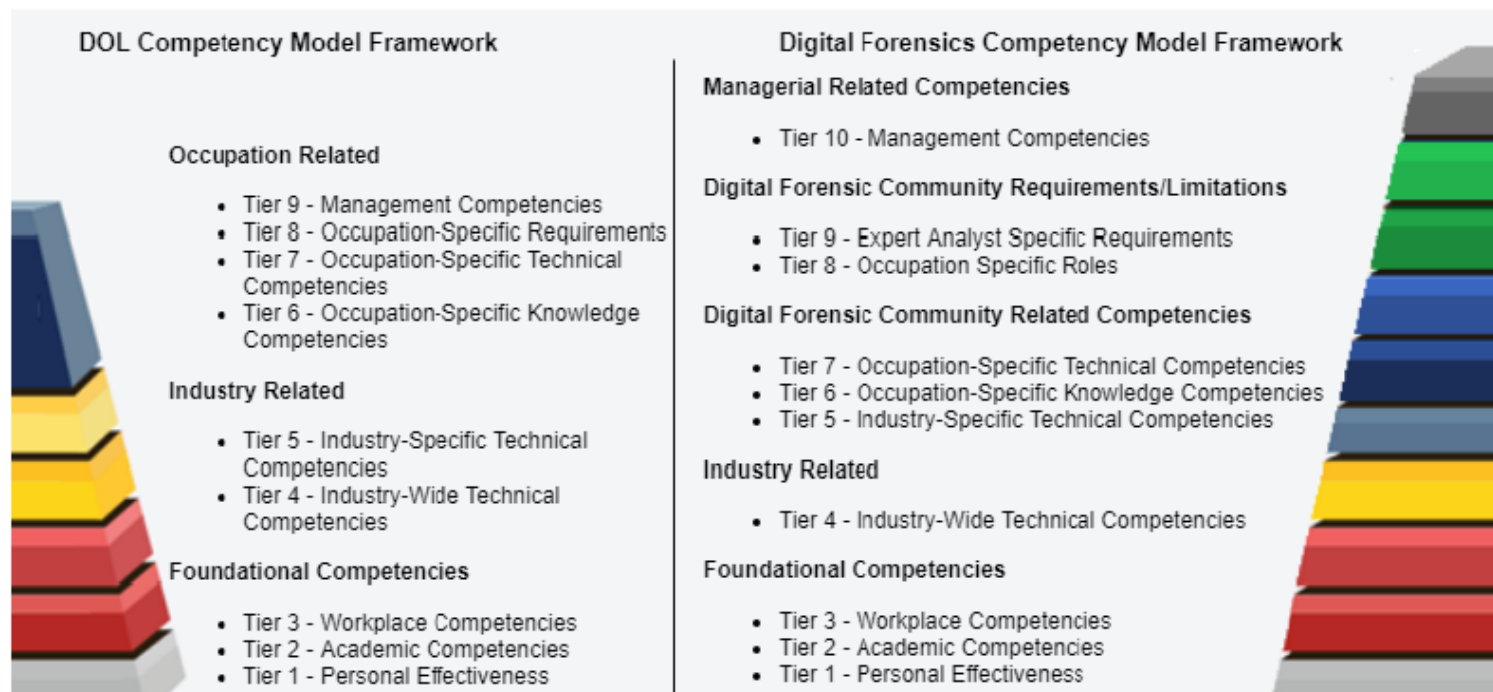 DOL Competency Model Framework
Occupation Related
• Tier 9 - Management Competencies
• Tier 8 - Occupation-Specific Requirements
• Tier 7 - Occupation-Specific Technical
Competencies
• Tier 6 - Occupation-Specific Knowledge
Competencies
Industry Related
• Tier 5 - Industry-Specific Technical
Competencies
• Tier 4 - Industry-Wide Technical
Competencies
Foundational Competencies
• Tier 3 - Workplace Competencies
• Tier 2 - Academic Competencies
• Tier 1 - Personal Effectiveness
Digital Forensics Competency Model Framework
Managerial Related Competencies
• Tier 10 - Management Competencies
Digital Forensic Community Requirements/Limitations
• Tier 9 - Expert Analyst Specific Requirements
• Tier 8 - Occupation Specific Roles
Digital Forensic Community Related Competencies
• Tier 7 - Occupation-Specific Technical Competencies
• Tier 6 - Occupation-Specific Knowledge Competencies
• Tier 5 - Industry-Specific Technical Competencies
Industry Related
• Tier 4 - Industry-Wide Technical Competencies
Foundational Competencies
• Tier 3 - Workplace Competencies
• Tier 2 - Academic Competencies
• Tier 1 - Personal Effectiveness